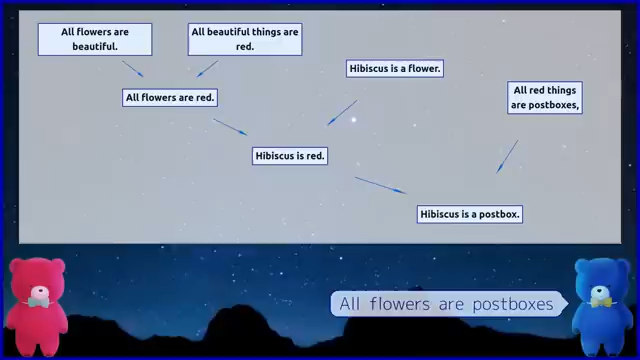 All flowers are
beautiful.
All beautiful things are
red.
Hibiscus is a flower.
All red things
are postboxes,
All flowers are red.
Hibiscus is red.
Hibiscus is a postbox.
All flowers are postboxes